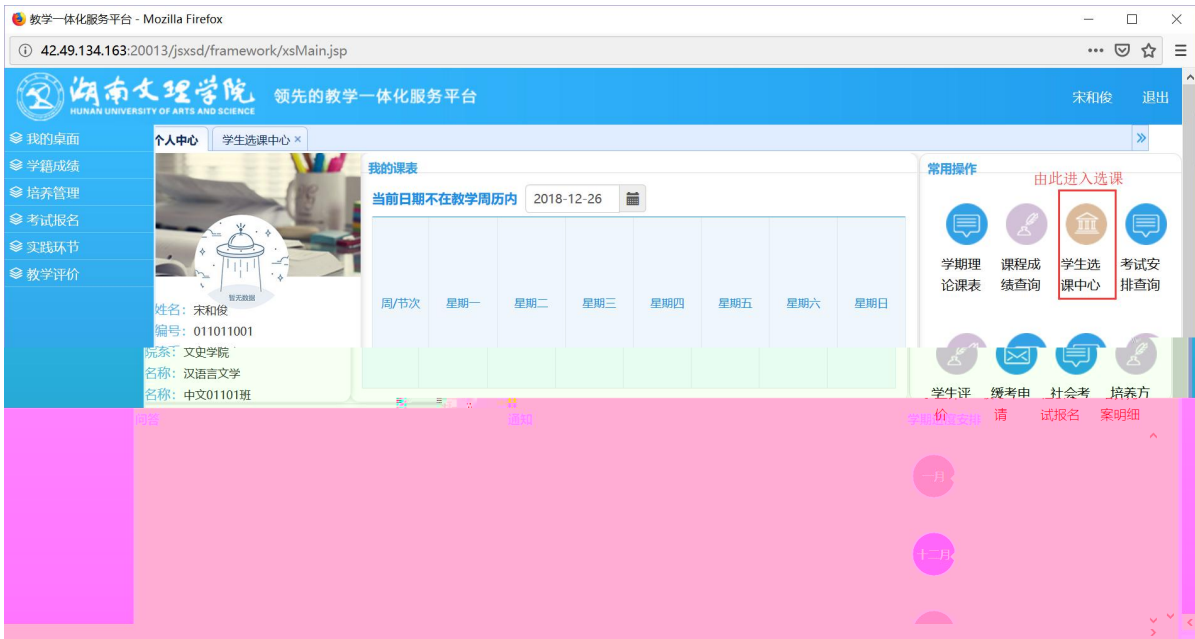 教学一体化服务平台 - Mozilla Firefox
42.49.134.163:20013/jsxsd/framework/xsMain.jsp
湖南文理学院
HUNAN UNIVERSITY OF ARTS AND SCIENCE
领先的教学一体化服务平台
宋和俊 退出
我的桌面
学籍成绩
培养管理
考试报名
实践环节
教学评价
个人中心 学生选课中心 ×
暂无数据
姓名：宋和俊
编号：011011001
院系：文史学院
名称：汉语言文学
名称：中文01101班
我的课表
当前日期不在教学周历内 2018-12-26
周/节次 星期一 星期二 星期三 星期四 星期五 星期六 星期日
常用操作
由此进入选课
学期理论课表
课程成绩查询
学生选课中心
考试安排查询
学生评价
缓考申请
社会考试报名
培养方案明细
问答
通知
一月
十二月